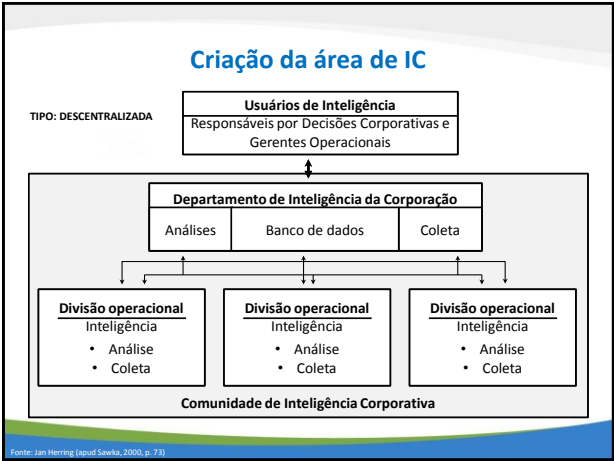 Criação da área de IC
TIPO: DESCENTRALIZADA
Usuários de Inteligência
Responsáveis por Decisões Corporativas e
Gerentes Operacionais
Departamento de Inteligência da Corporação
Análises
Banco de dados
Coleta
Divisão operacional
Inteligência
• Análise
• Coleta
Divisão operacional
Inteligência
• Análise
• Coleta
Divisão operacional
Inteligência
• Análise
• Coleta
Comunidade de Inteligência Corporativa
Fonte: Jan Herring (apud Sawka, 2000, p. 73)